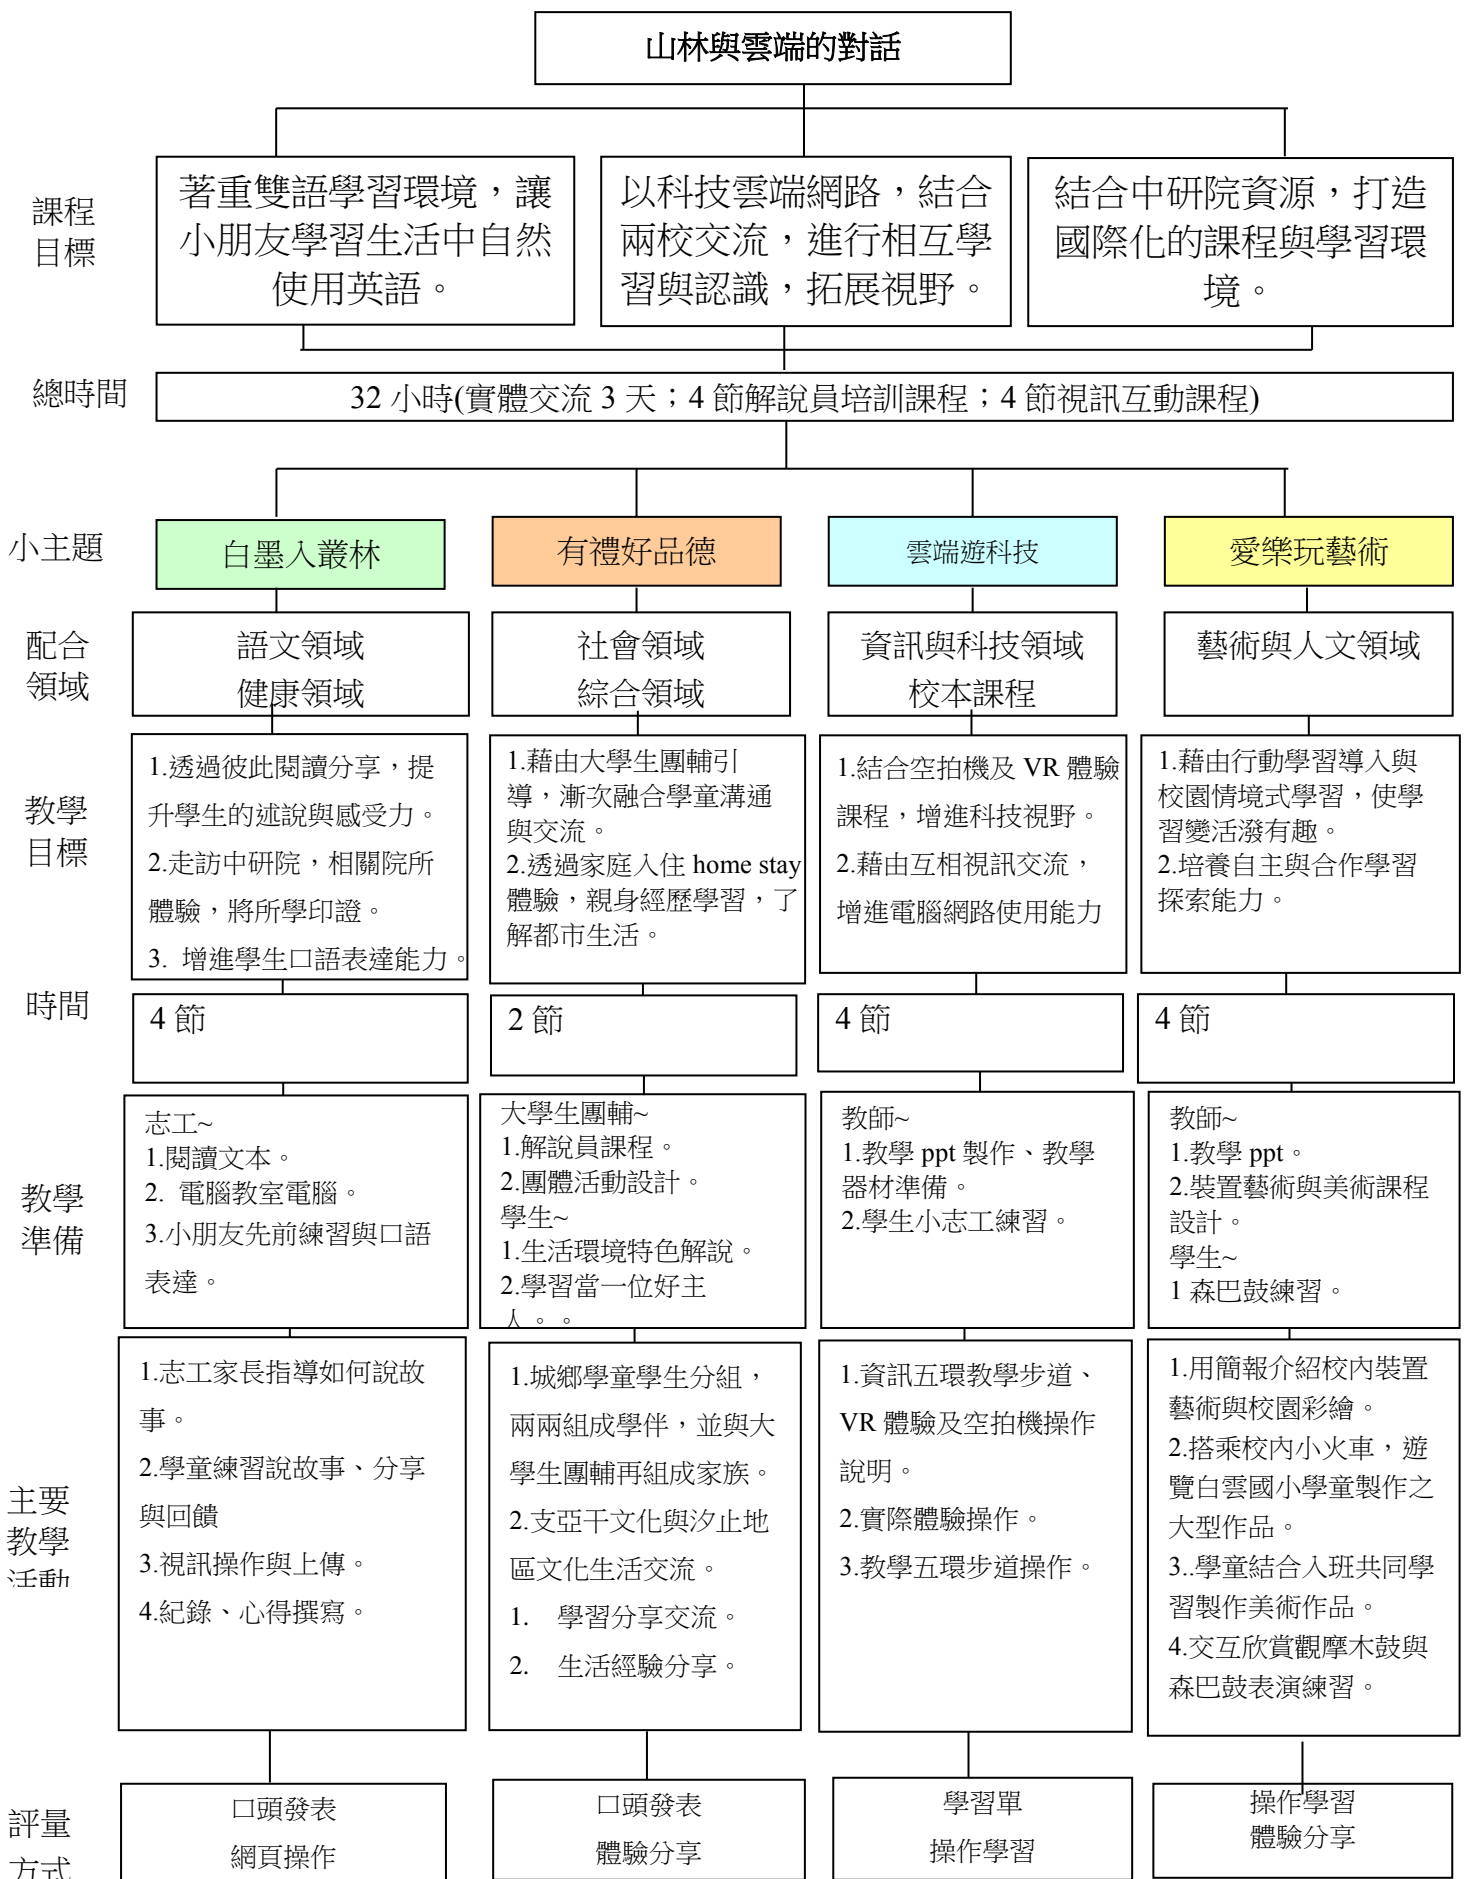 山林與雲端的對話
課程
目標
著重雙語學習環境，讓
小朋友學習生活中自然
使用英語。
以科技雲端網路，結合
兩校交流，進行相互學
習與認識，拓展視野。
結合中研院資源，打造
國際化的課程與學習環
境。
總時間
32 小時(實體交流 3 天；4 節解說員培訓課程；4 節視訊互動課程)
小主題
白墨入叢林
有禮好品德
雲端遊科技
愛樂玩藝術
配合
領域
語文領域
健康領域
社會領域
綜合領域
資訊與科技領域
校本課程
藝術與人文領域
教學
目標
1.透過彼此閱讀分享，提
升學生的述說與感受力。
2.走訪中研院，相關院所
體驗，將所學印證。
3. 增進學生口語表達能力。
1.藉由大學生團輔引
導，漸次融合學童溝通
與交流。
2.透過家庭入住 home stay
體驗，親身經歷學習，了
解都市生活。
1.結合空拍機及 VR 體驗
課程，增進科技視野。
2.藉由互相視訊交流，
增進電腦網路使用能力
1.藉由行動學習導入與
校園情境式學習，使學
習變活潑有趣。
2.培養自主與合作學習
探索能力。
時間
4 節
2 節
4 節
4 節
教學
準備
志工~
1.閱讀文本。
2. 電腦教室電腦。
3.小朋友先前練習與口語
表達。
大學生團輔~
1.解說員課程。
2.團體活動設計。
學生~
1.生活環境特色解說。
2.學習當一位好主
人。。
教師~
1.教學 ppt 製作、教學
器材準備。
2.學生小志工練習。
教師~
1.教學 ppt。
2.裝置藝術與美術課程
設計。
學生~
1 森巴鼓練習。
主要
教學
活動
1.志工家長指導如何說故
事。
2.學童練習說故事、分享
與回饋
3.視訊操作與上傳。
4.紀錄、心得撰寫。
1.城鄉學童學生分組，
兩兩組成學伴，並與大
學生團輔再組成家族。
2.支亞干文化與汐止地
區文化生活交流。
1. 學習分享交流。
2. 生活經驗分享。
1.資訊五環教學步道、
VR 體驗及空拍機操作
說明。
2.實際體驗操作。
3.教學五環步道操作。
1.用簡報介紹校內裝置
藝術與校園彩繪。
2.搭乘校內小火車，遊
覽白雲國小學童製作之
大型作品。
3..學童結合入班共同學
習製作美術作品。
4.交互欣賞觀摩木鼓與
森巴鼓表演練習。
評量
方式
口頭發表
網頁操作
口頭發表
體驗分享
學習單
操作學習
操作學習
體驗分享